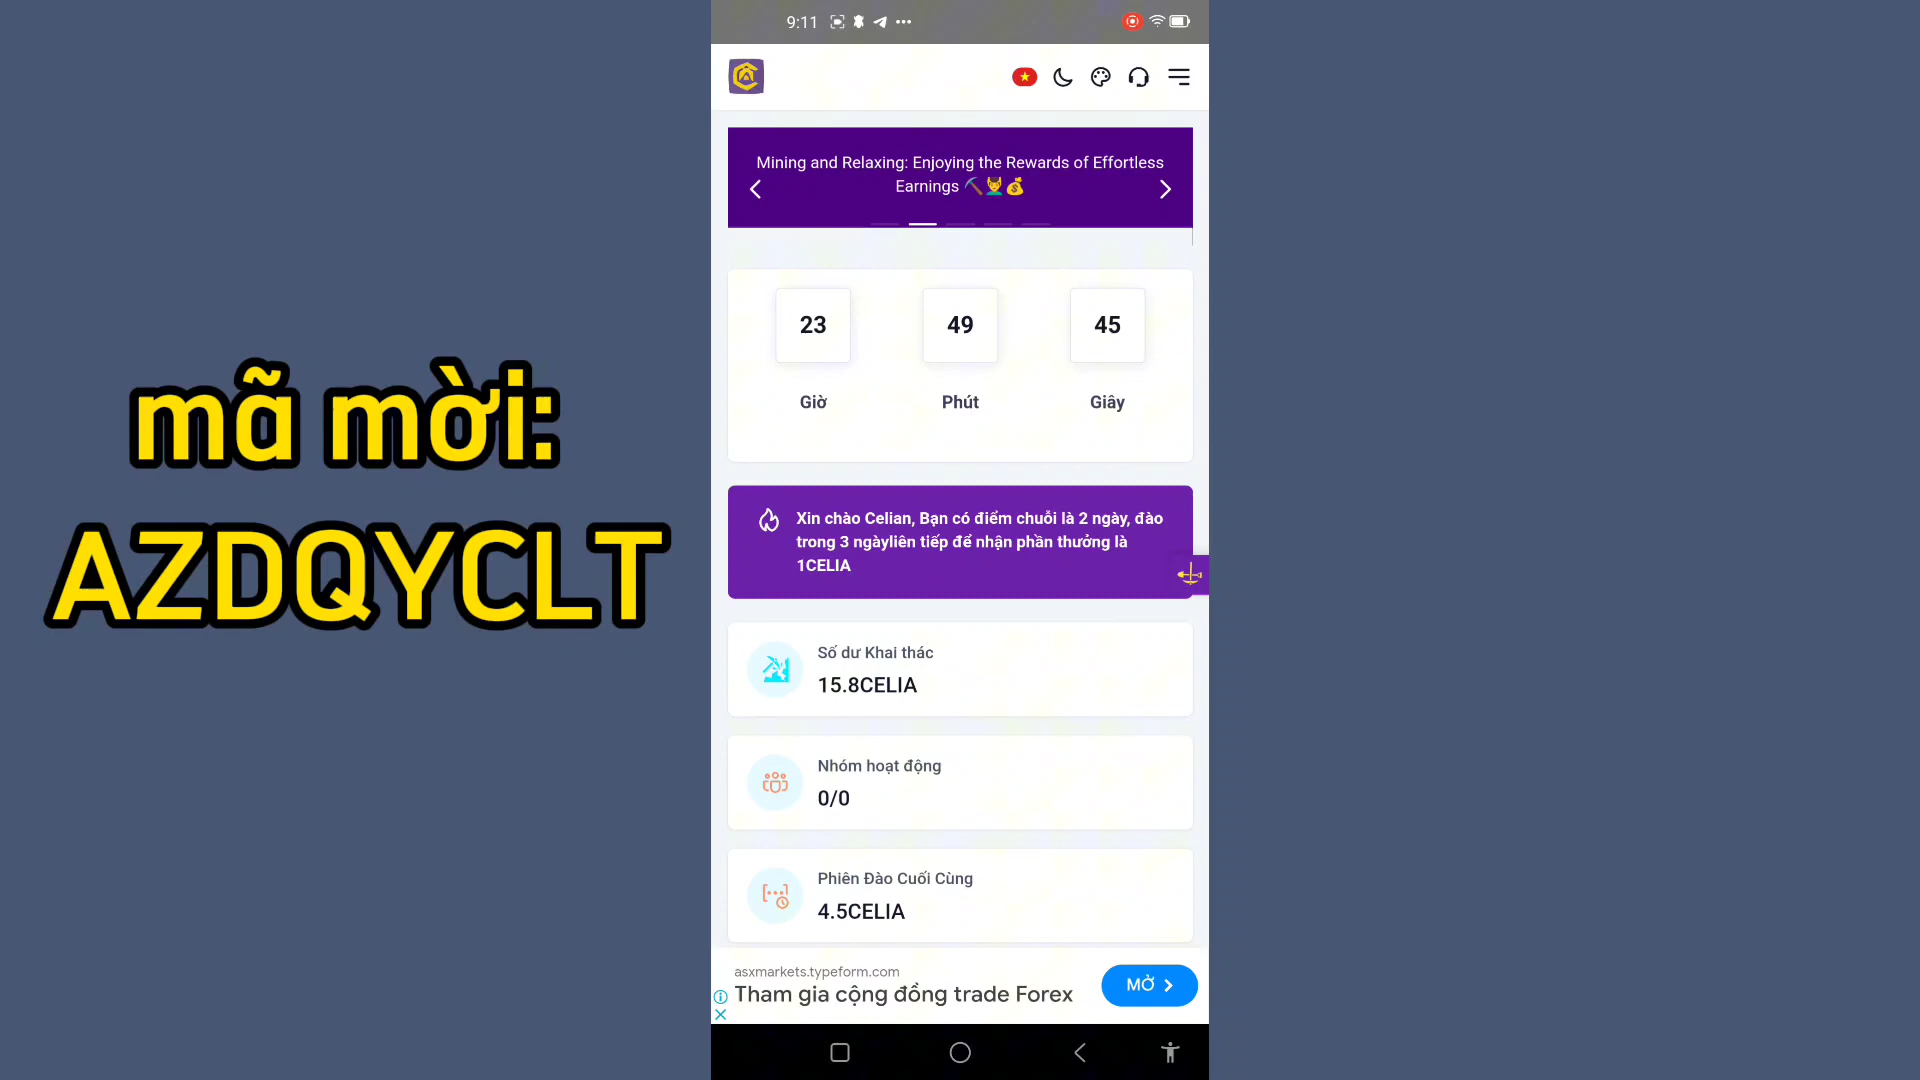 mã mời:
AZDQYCLT
9:11
Mining and Relaxing: Enjoying the Rewards of Effortless
Earnings ⛏️💆‍♂️💰
23 49 45
Giờ Phút Giây
Xin chào Celian, Bạn có điểm chuỗi là 2 ngày, đào
trong 3 ngàyliên tiếp để nhận phần thưởng là
1CELIA
Số dư Khai thác
15.8CELIA
Nhóm hoạt động
0/0
Phiên Đào Cuối Cùng
4.5CELIA
asxmarkets.typeform.com
Tham gia cộng đồng trade Forex
MỞ